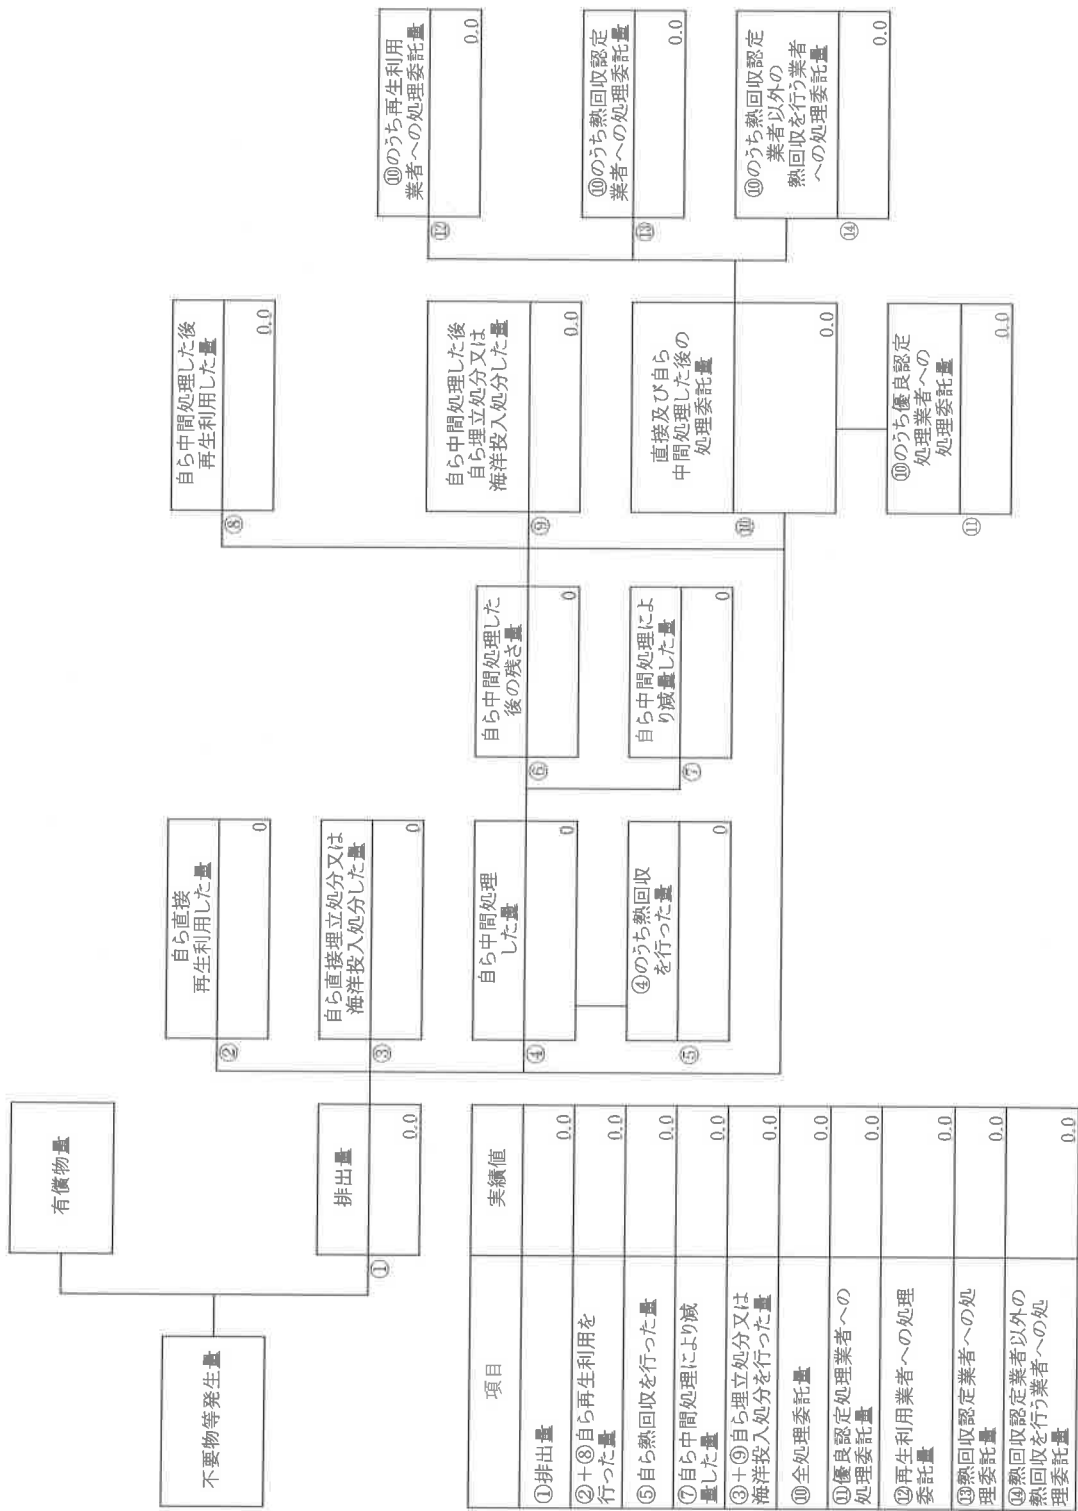 不要物等発生量
有償物量
①
排出量
0.0
②
自ら直接
再生利用した量
0
③
自ら直接埋立処分又は
海洋投入処分した量
0
④
自ら中間処理
した量
0
⑤
④のうち熱回収
を行った量
0
⑥
自ら中間処理した
後の残さ量
0
⑦
自ら中間処理によ
り減量した量
0
⑧
自ら中間処理した後
再生利用した量
0.0
⑨
自ら中間処理した後
自ら埋立処分又は
海洋投入処分した量
0.0
⑩
直接及び自ら
中間処理した後の
処理委託量
0.0
⑪
⑩のうち優良認定
処理業者への
処理委託量
0.0
⑫
⑩のうち再生利用
業者への処理委託量
0.0
⑬
⑩のうち熱回収認定
業者への処理委託量
0.0
⑭
⑩のうち熱回収認定
業者以外の
熱回収を行う業者
への処理委託量
0.0
項目 実績値
①排出量 0.0
②+⑧自ら再生利用を
行った量 0.0
⑤自ら熱回収を行った量 0.0
⑦自ら中間処理により減
量した量 0.0
③+⑨自ら埋立処分又は
海洋投入処分を行った量 0.0
⑩全処理委託量 0.0
⑪優良認定処理業者への
処理委託量 0.0
⑫再生利用業者への処理
委託量 0.0
⑬熱回収認定業者への処
理委託量 0.0
⑭熱回収認定業者以外の
熱回収を行う業者への処
理委託量 0.0